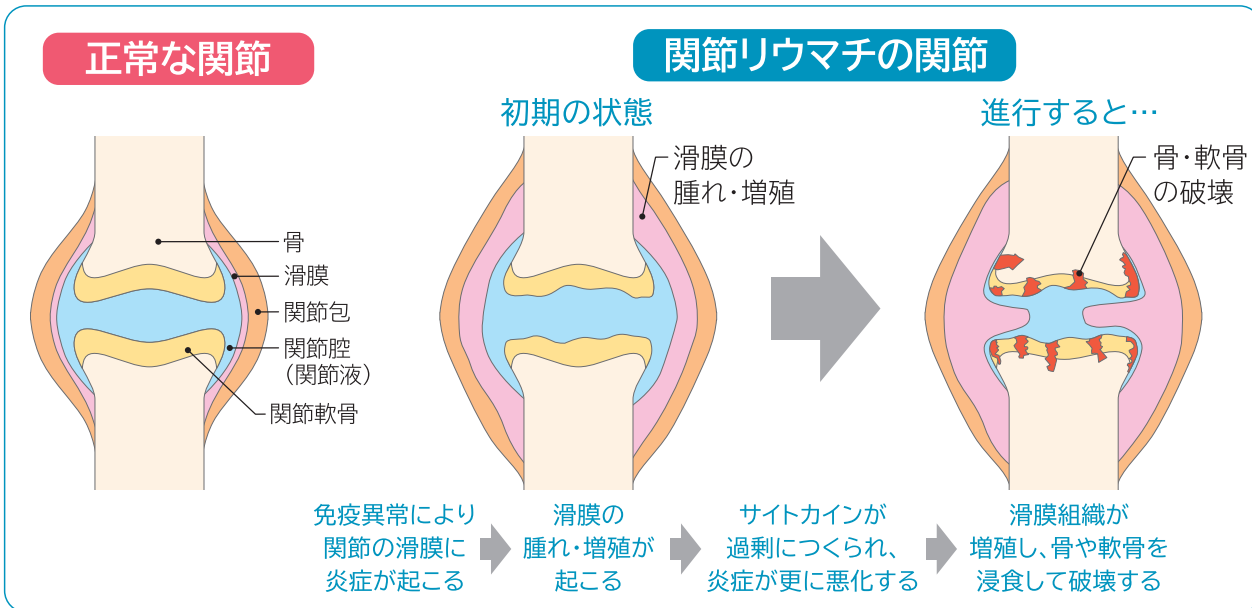 正常な関節
関節リウマチの関節
初期の状態
進行すると…
骨
滑膜
関節包
関節腔
（関節液）
関節軟骨
滑膜の
腫れ・増殖
骨・軟骨
の破壊
免疫異常により
関節の滑膜に
炎症が起こる
滑膜の
腫れ・増殖が
起こる
サイトカインが
過剰につくられ、
炎症が更に悪化する
滑膜組織が
増殖し、骨や軟骨を
浸食して破壊する